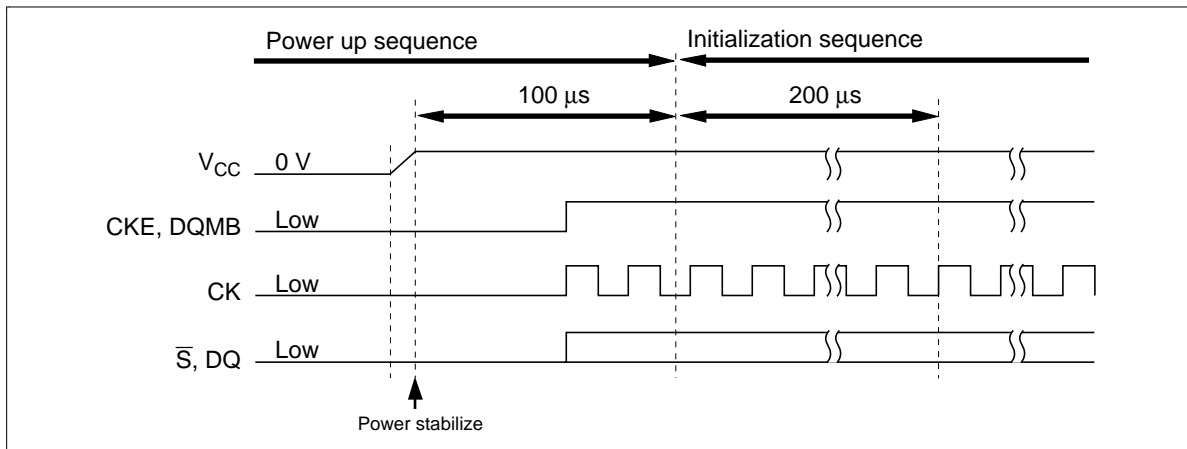 Power up sequence Initialization sequence
100 µs 200 µs
VCC 0 V
CKE, DQMB Low
CK Low
S̅, DQ Low
Power stabilize